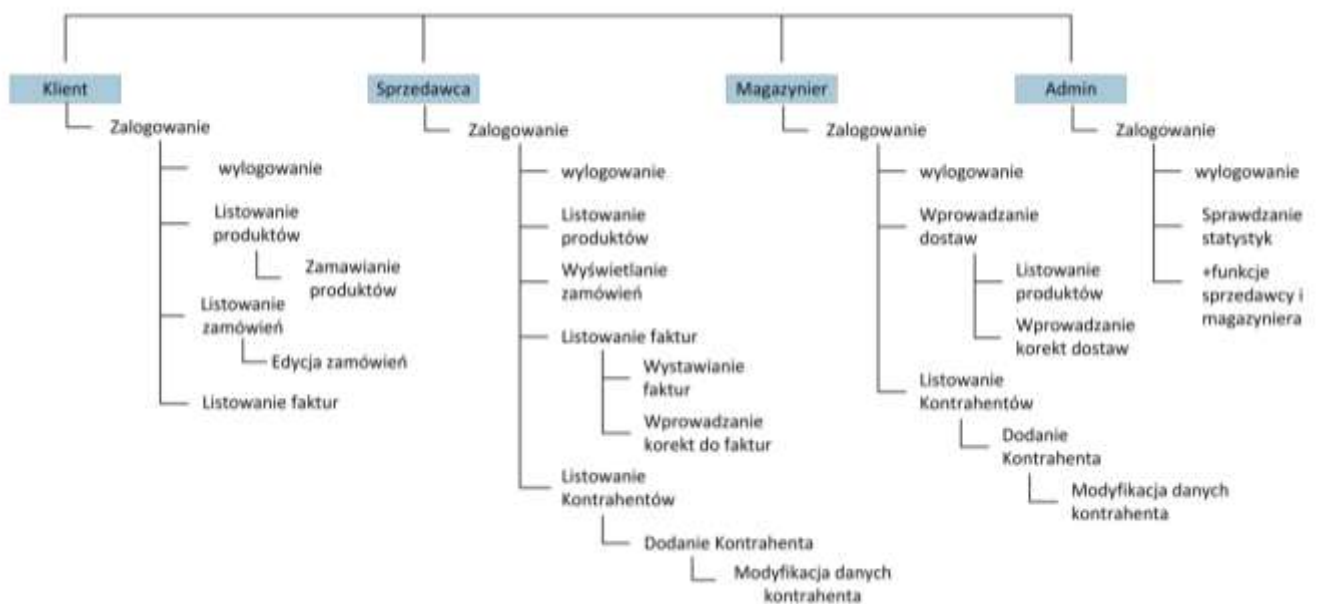 Klient
Zalogowanie
wylogowanie
Listowanie
produktów
Zamawianie
produktów
Listowanie
zamówień
Edycja zamówień
Listowanie faktur
Sprzedawca
Zalogowanie
wylogowanie
Listowanie
produktów
Wyświetlanie
zamówień
Listowanie faktur
Wystawianie
faktur
Wprowadzanie
korekt do faktur
Listowanie
Kontrahentów
Dodanie Kontrahenta
Modyfikacja danych
kontrahenta
Magazynier
Zalogowanie
wylogowanie
Wprowadzanie
dostaw
Listowanie
produktów
Wprowadzanie
korekt dostaw
Listowanie
Kontrahentów
Dodanie
Kontrahenta
Modyfikacja danych
kontrahenta
Admin
Zalogowanie
wylogowanie
Sprawdzanie
statystyk
+funkcje
sprzedawcy i
magazyniera